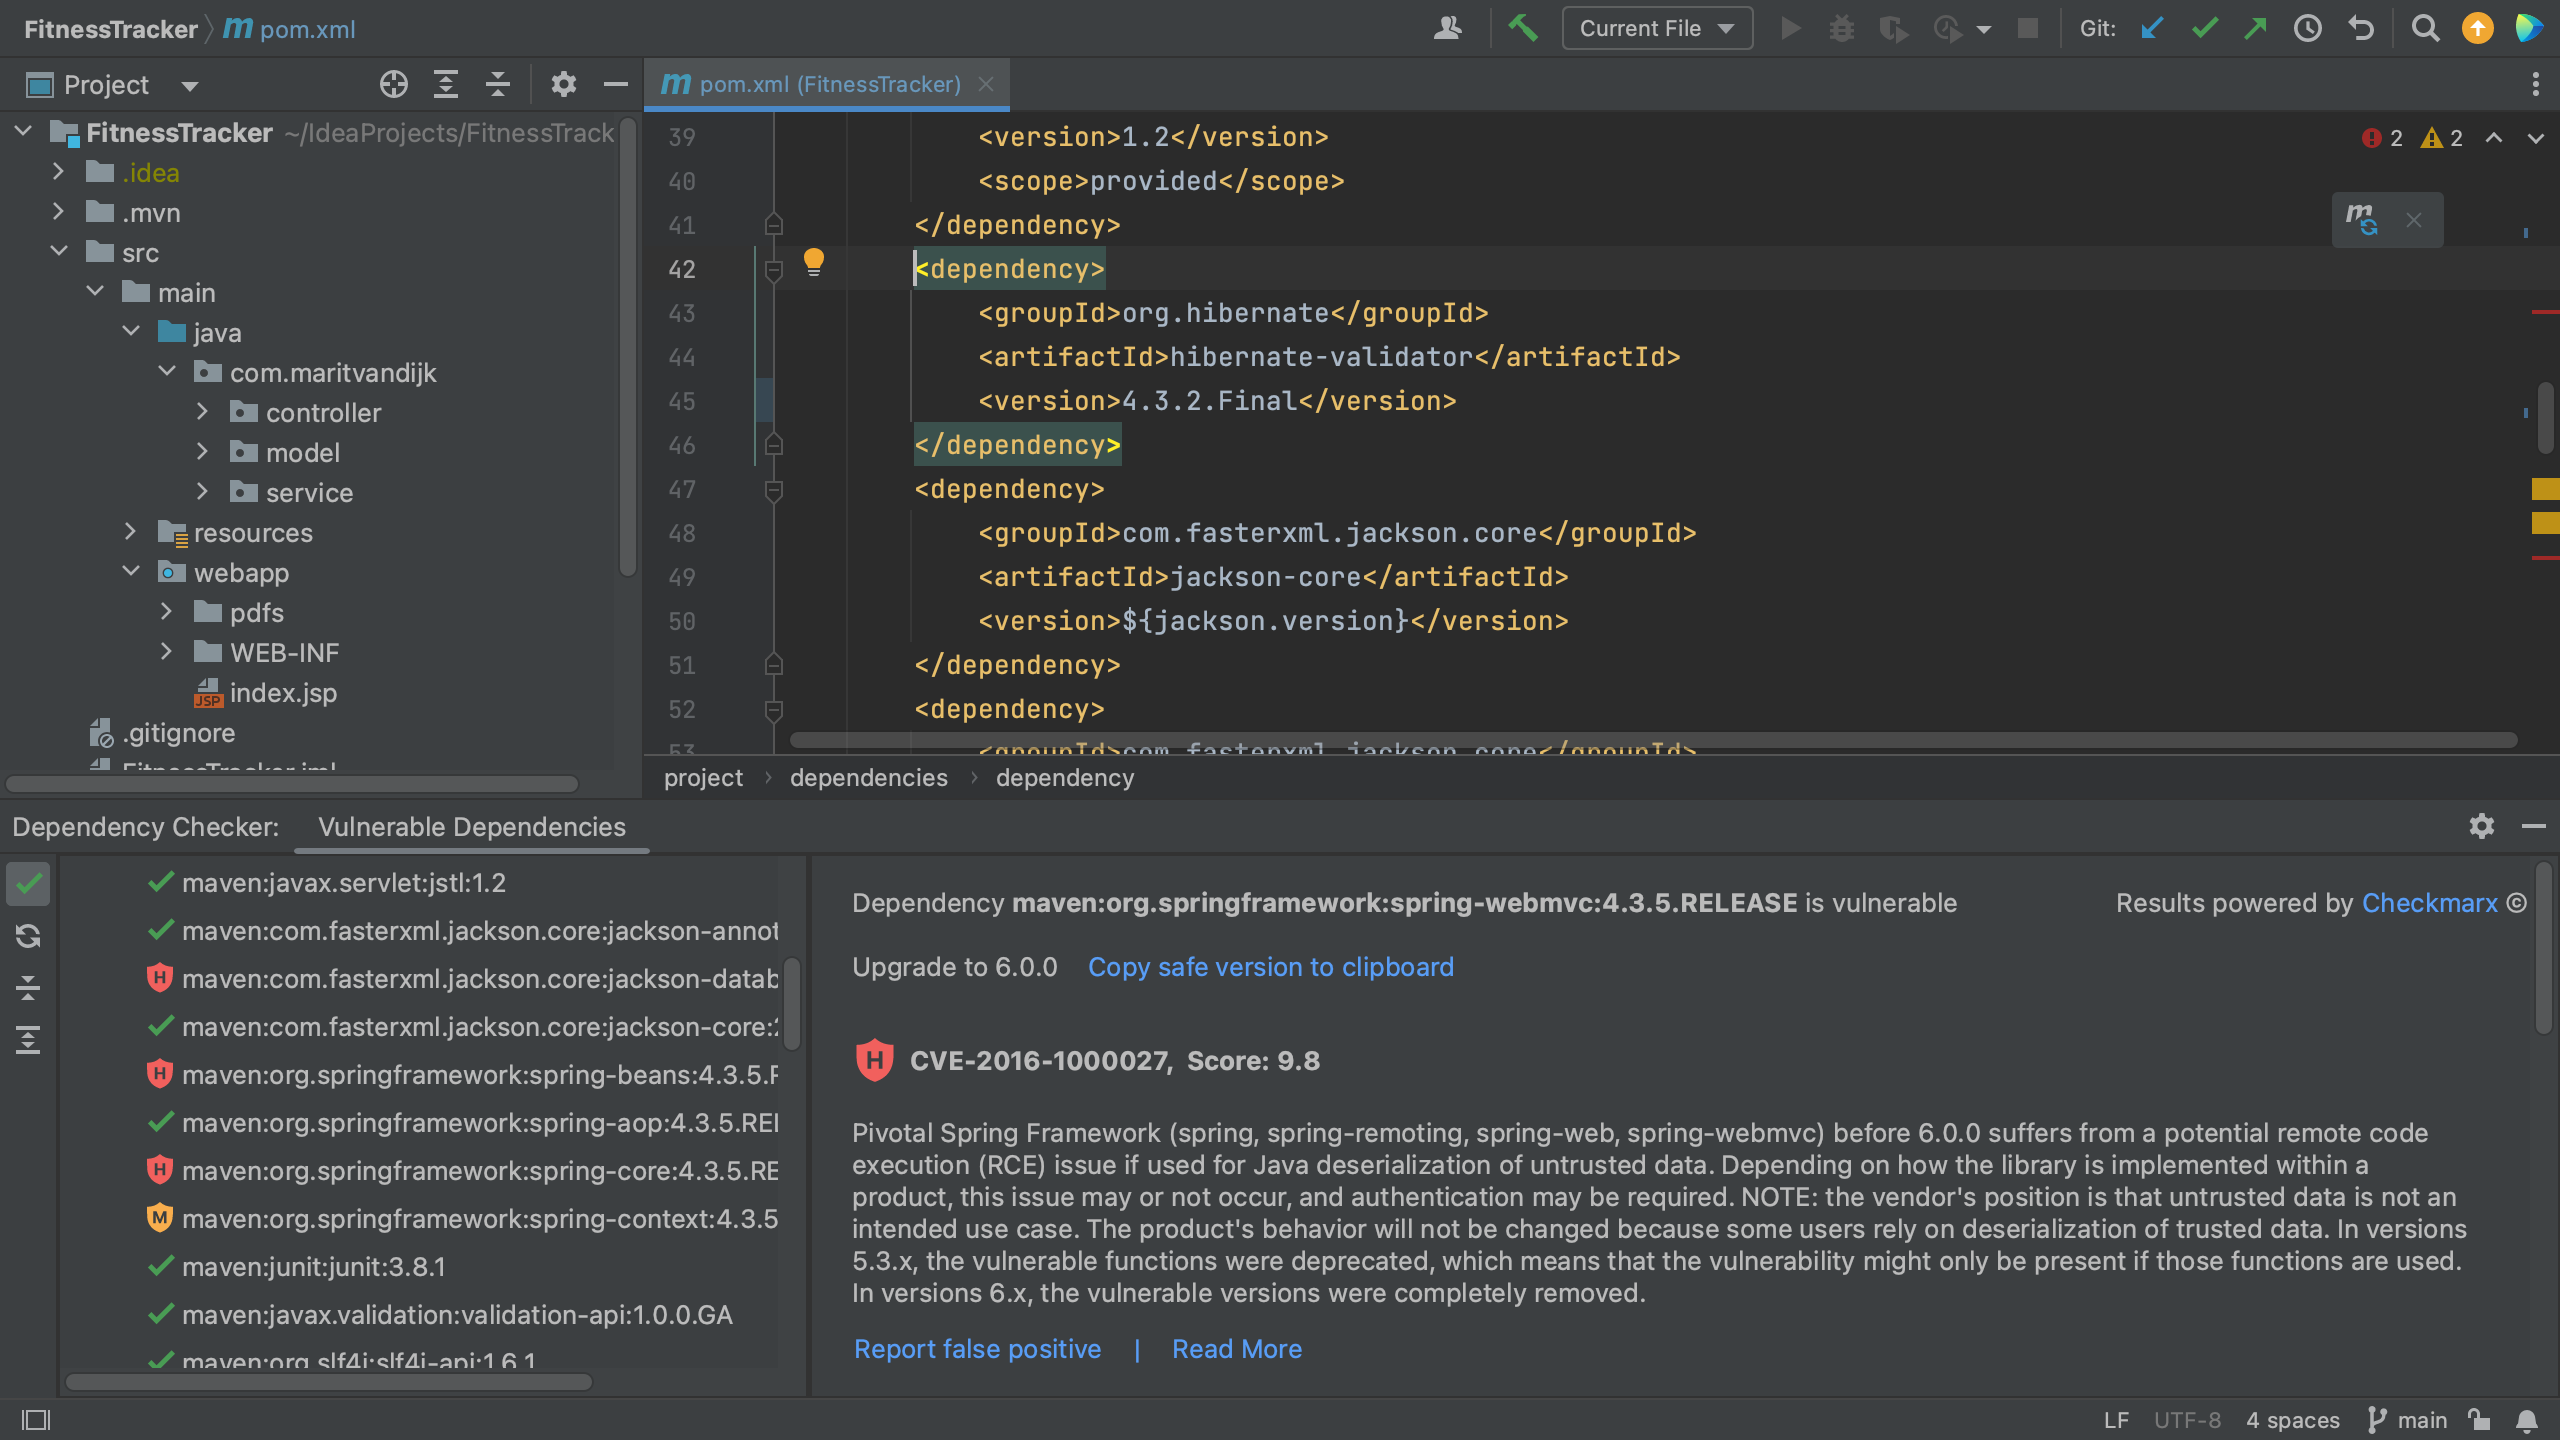 FitnessTracker
m pom.xml
Current File
Git:
Project
m pom.xml (FitnessTracker)
FitnessTracker ~/IdeaProjects/FitnessTrack
.idea
.mvn
src
main
java
com.maritvandijk
controller
model
service
resources
webapp
pdfs
WEB-INF
JSP index.jsp
.gitignore
FitnessTracker.iml
39 <version>1.2</version>
40 <scope>provided</scope>
41 </dependency>
42 <dependency>
43 <groupId>org.hibernate</groupId>
44 <artifactId>hibernate-validator</artifactId>
45 <version>4.3.2.Final</version>
46 </dependency>
47 <dependency>
48 <groupId>com.fasterxml.jackson.core</groupId>
49 <artifactId>jackson-core</artifactId>
50 <version>${jackson.version}</version>
51 </dependency>
52 <dependency>
53 <groupId>com.fasterxml.jackson.core</groupId>
2 2
m
project › dependencies › dependency
Dependency Checker: Vulnerable Dependencies
maven:javax.servlet:jstl:1.2
maven:com.fasterxml.jackson.core:jackson-annot
H maven:com.fasterxml.jackson.core:jackson-datab
maven:com.fasterxml.jackson.core:jackson-core:2
H maven:org.springframework:spring-beans:4.3.5.R
maven:org.springframework:spring-aop:4.3.5.REL
H maven:org.springframework:spring-core:4.3.5.RE
M maven:org.springframework:spring-context:4.3.5
maven:junit:junit:3.8.1
maven:javax.validation:validation-api:1.0.0.GA
maven:org.slf4j:slf4j-api:1.6.1
Dependency maven:org.springframework:spring-webmvc:4.3.5.RELEASE is vulnerable
Results powered by Checkmarx ©
Upgrade to 6.0.0 Copy safe version to clipboard
H CVE-2016-1000027, Score: 9.8
Pivotal Spring Framework (spring, spring-remoting, spring-web, spring-webmvc) before 6.0.0 suffers from a potential remote code
execution (RCE) issue if used for Java deserialization of untrusted data. Depending on how the library is implemented within a
product, this issue may or not occur, and authentication may be required. NOTE: the vendor's position is that untrusted data is not an
intended use case. The product's behavior will not be changed because some users rely on deserialization of trusted data. In versions
5.3.x, the vulnerable functions were deprecated, which means that the vulnerability might only be present if those functions are used.
In versions 6.x, the vulnerable versions were completely removed.
Report false positive | Read More
LF UTF-8 4 spaces main